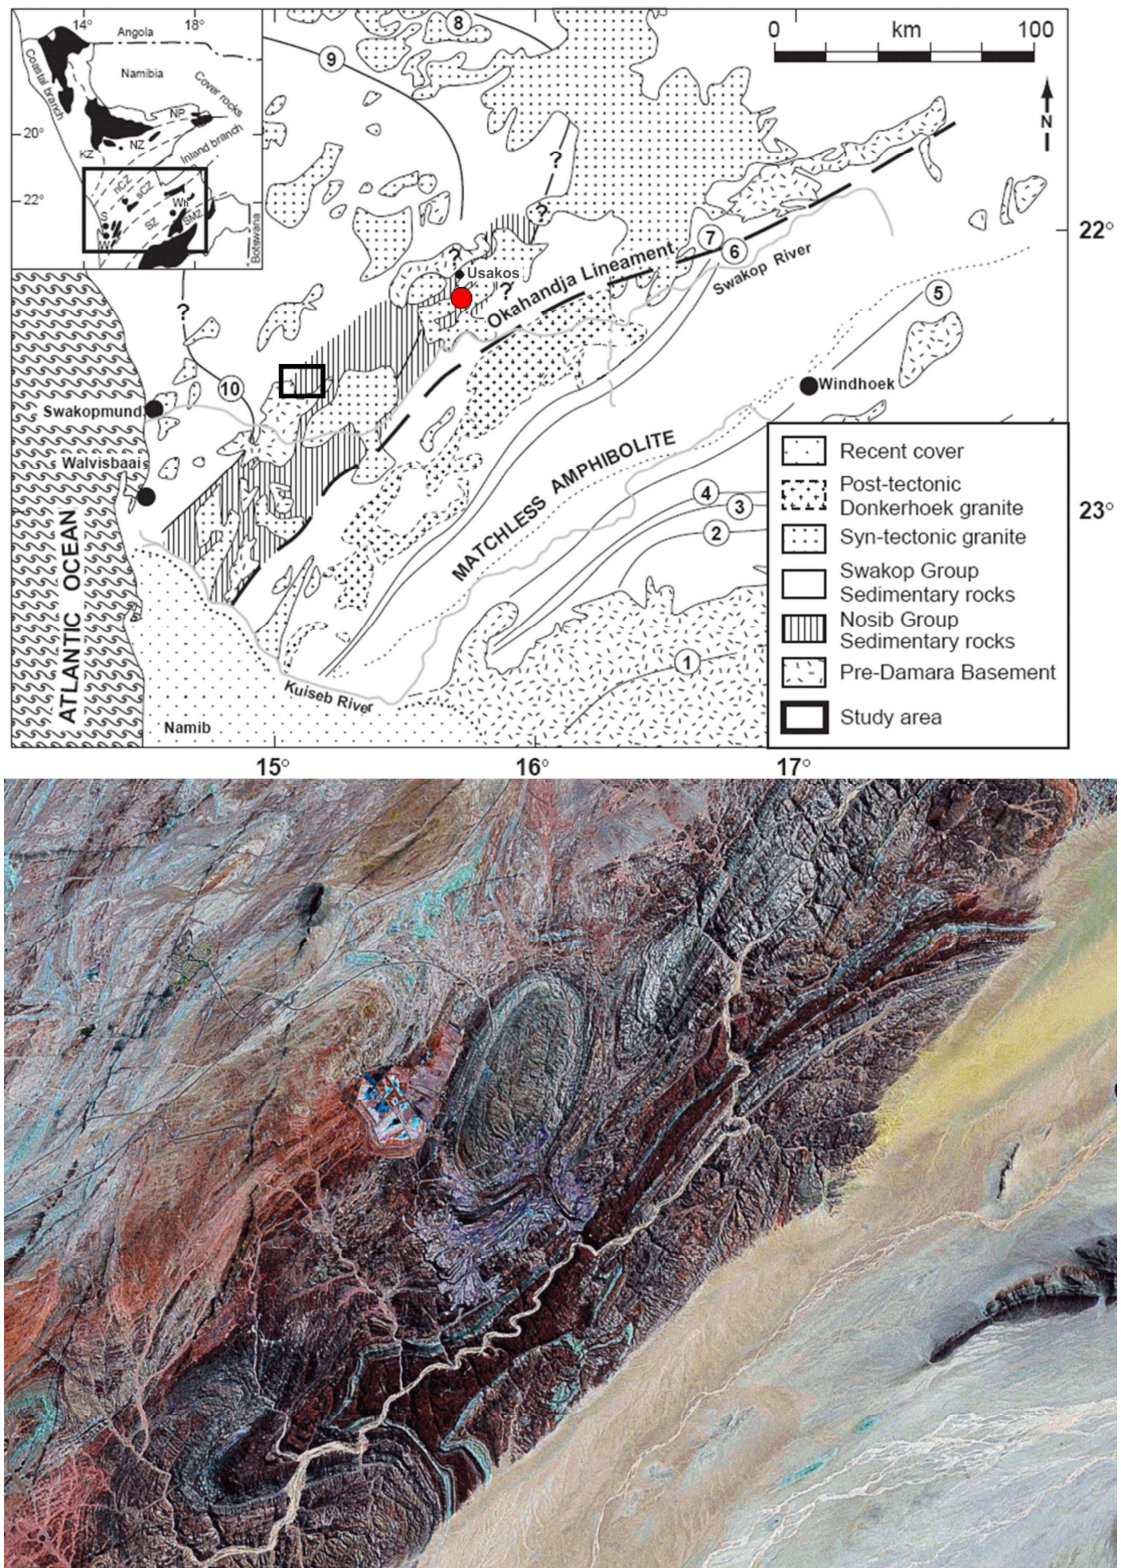 14°
18°
Angola
Namibia
Coastal branch
Cover rocks
NP
20°
KZ
NZ
Inland branch
22°
SZ
SMZ
Botswana
0 km 100
N
8
9
?
?
?
Usakos
?
Okahandja Lineament
7
6
Swakop River
22°
5
?
10
Swakopmund
Walvisbaai
Windhoek
MATCHLESS AMPHIBOLITE
4
3
2
23°
1
ATLANTIC OCEAN
Kuiseb River
Namib
Recent cover
Post-tectonic
Donkerhoek granite
Syn-tectonic granite
Swakop Group
Sedimentary rocks
Nosib Group
Sedimentary rocks
Pre-Damara Basement
Study area
15°
16°
17°